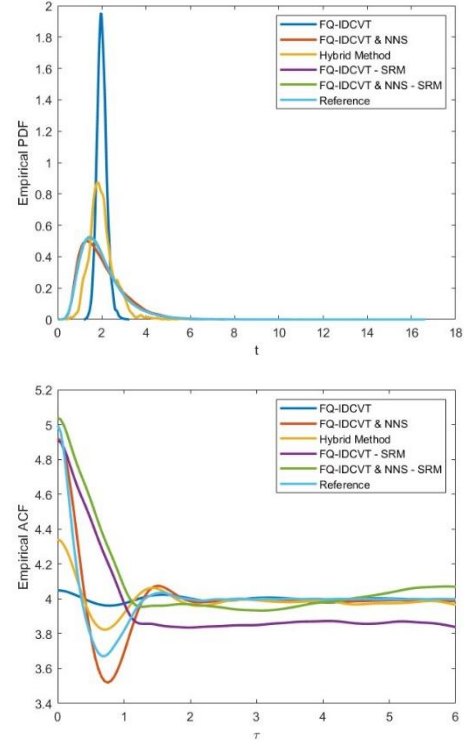 2
1.8
1.6
1.4
1.2
1
0.8
0.6
0.4
0.2
0
Empirical PDF
FQ-IDCVT
FQ-IDCVT & NNS
Hybrid Method
FQ-IDCVT - SRM
FQ-IDCVT & NNS - SRM
Reference
0 2 4 6 8 10 12 14 16 18
t
5.2
5
4.8
4.6
4.4
4.2
4
3.8
3.6
3.4
Empirical ACF
FQ-IDCVT
FQ-IDCVT & NNS
Hybrid Method
FQ-IDCVT - SRM
FQ-IDCVT & NNS - SRM
Reference
0 1 2 3 4 5 6
τ